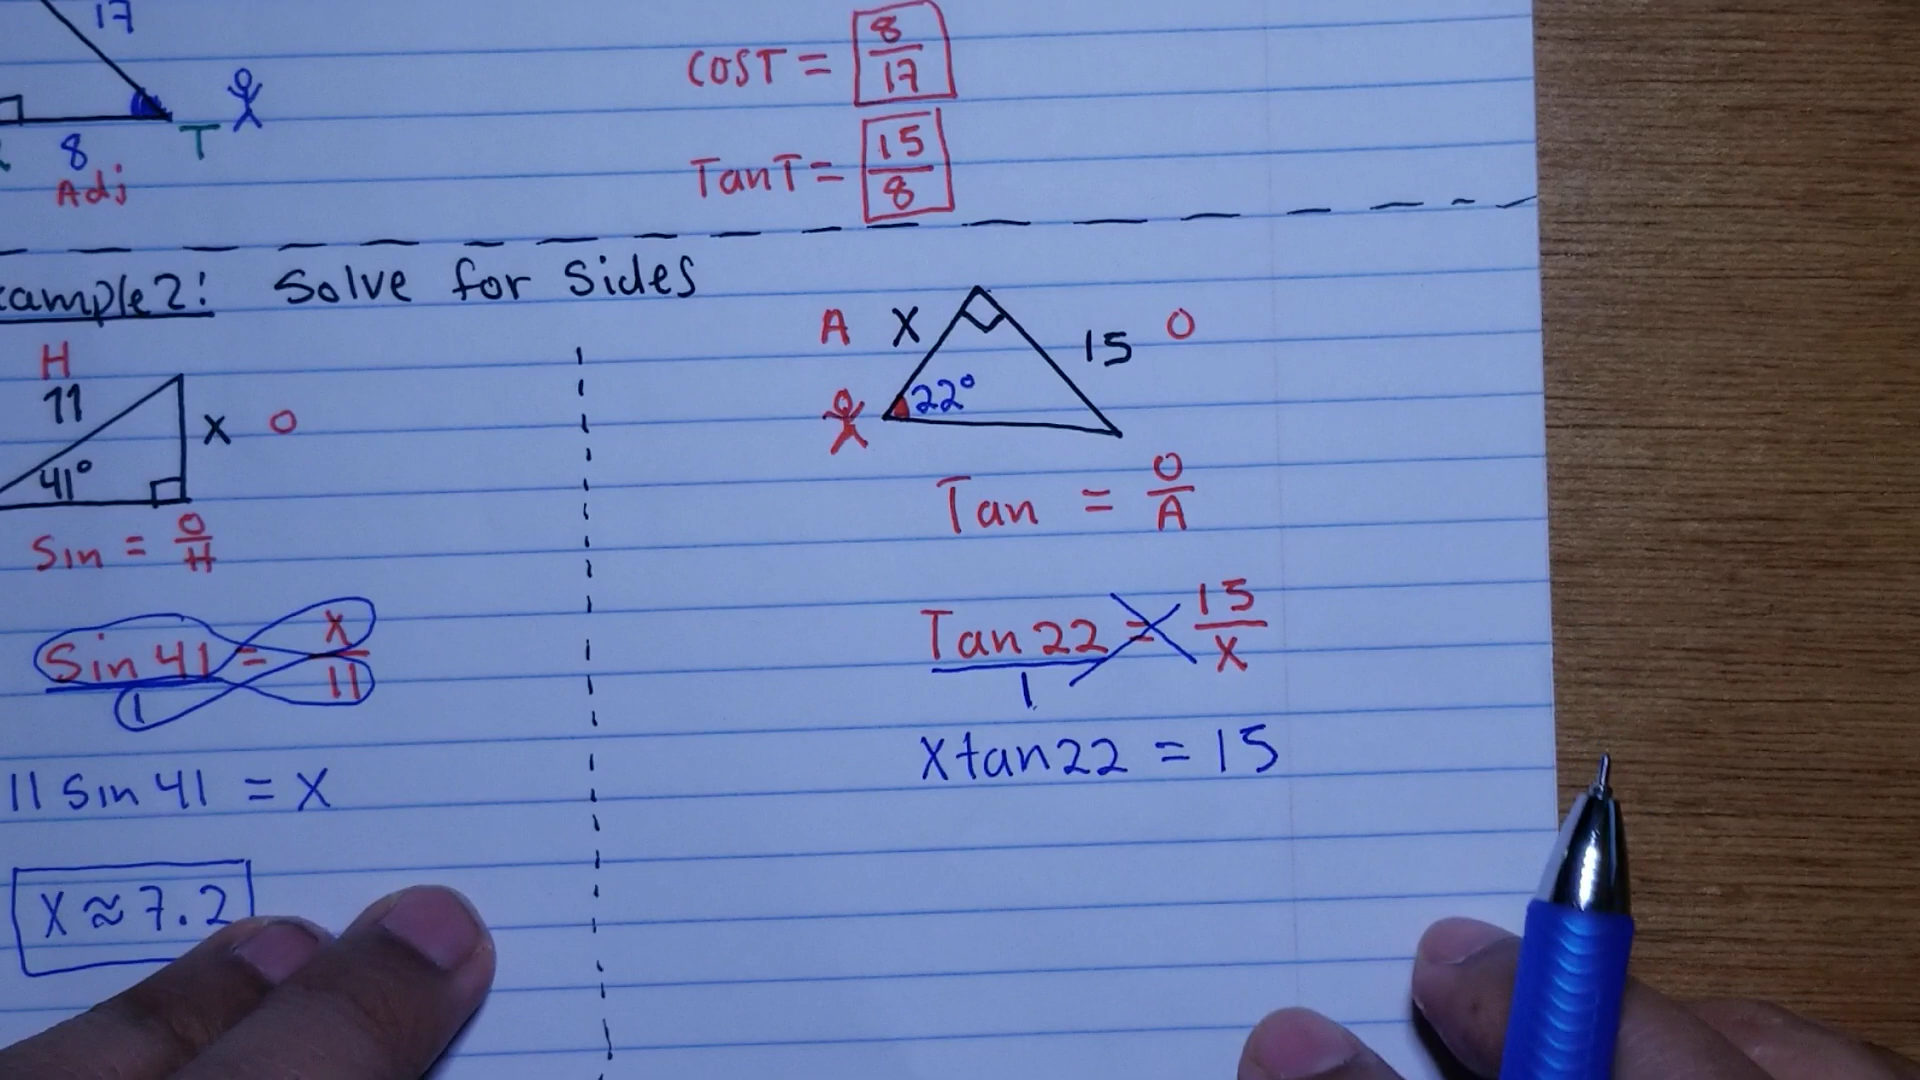 17
COST = 8/17
8 T
Adj
TanT = 15/8
xample2: Solve for Sides
H
11
x O
41°
Sin = O/H
Sin 41/1 = x/11
11 Sin 41 = x
x ≈ 7.2
A x 15 O
22°
Tan = O/A
Tan 22/1 = 15/x
xtan22 = 15